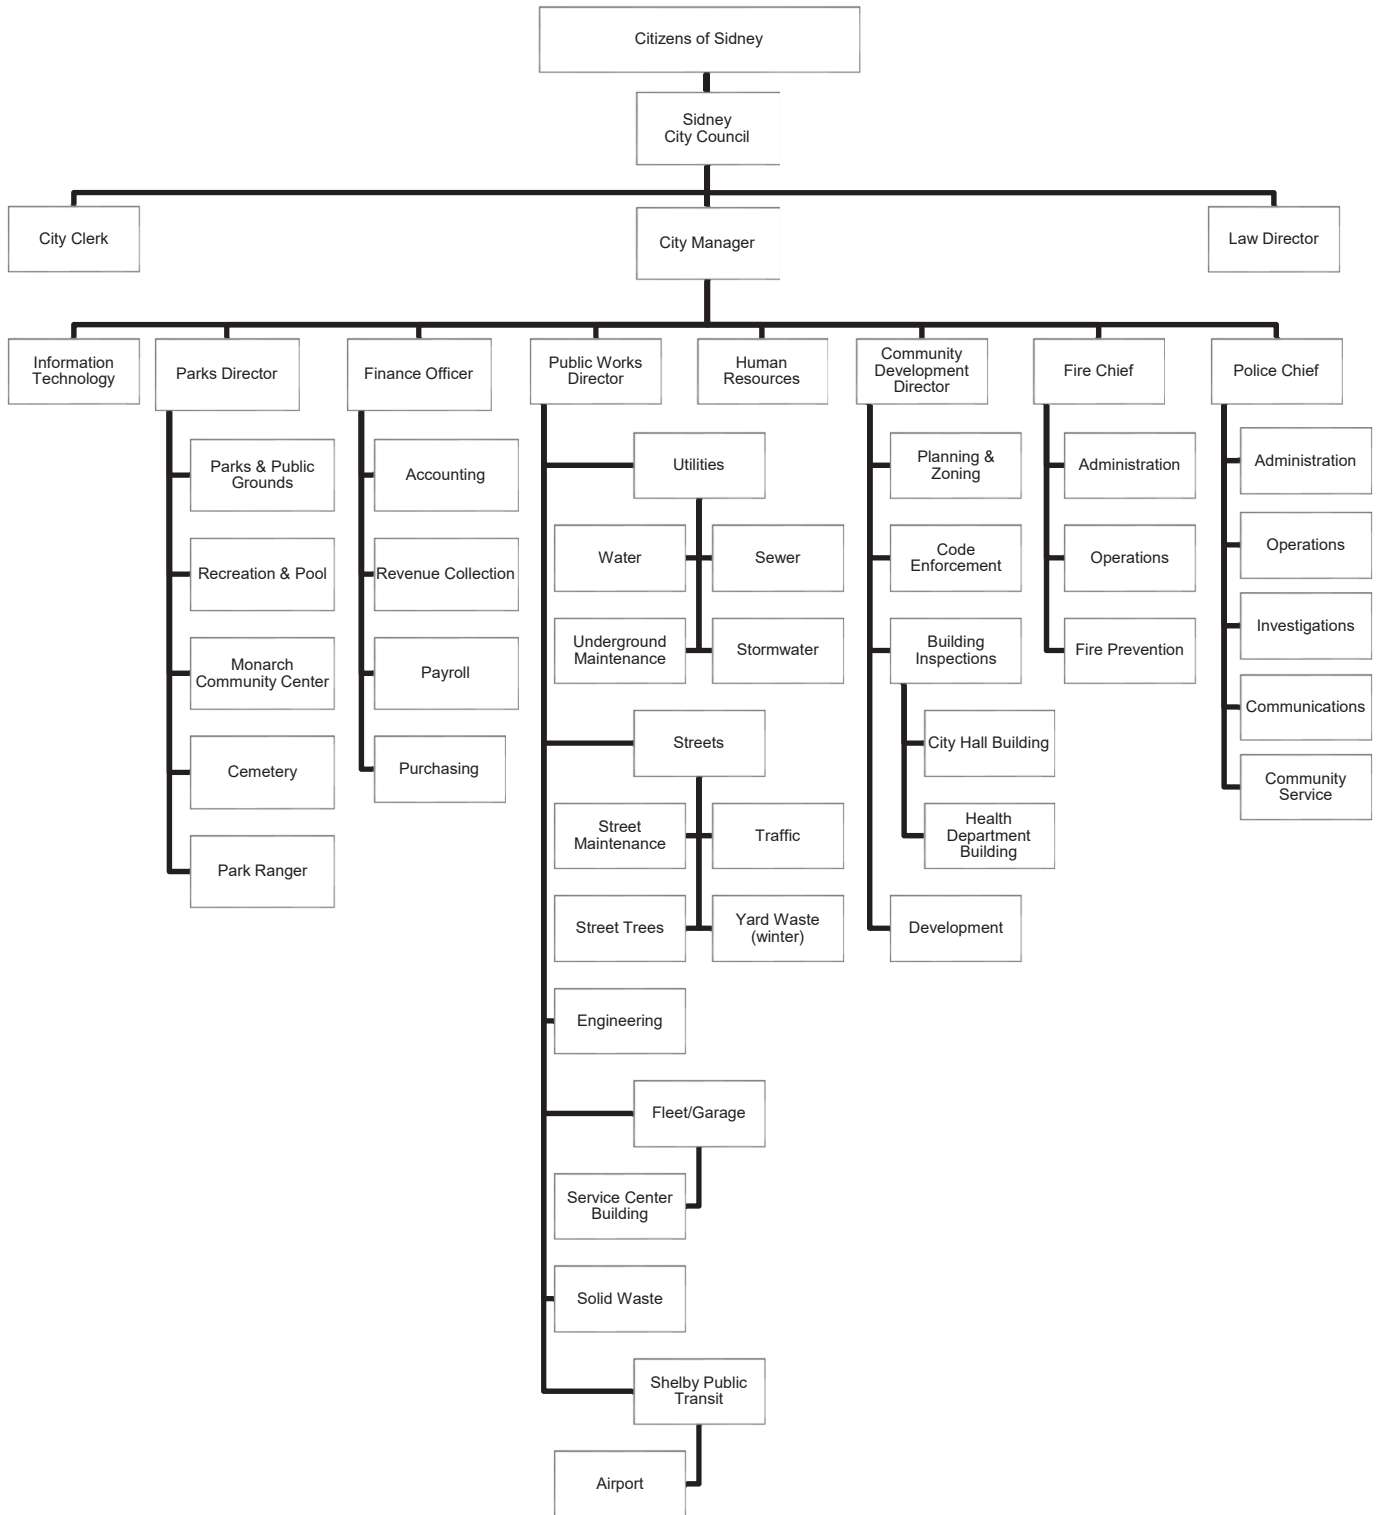 Citizens of Sidney
Sidney
City Council
City Clerk
City Manager
Law Director
Information
Technology
Parks Director
Finance Officer
Public Works
Director
Human
Resources
Community
Development
Director
Fire Chief
Police Chief
Parks & Public
Grounds
Recreation & Pool
Monarch
Community Center
Cemetery
Park Ranger
Accounting
Revenue Collection
Payroll
Purchasing
Utilities
Water
Sewer
Underground
Maintenance
Stormwater
Streets
Street
Maintenance
Traffic
Street Trees
Yard Waste
(winter)
Engineering
Fleet/Garage
Service Center
Building
Solid Waste
Shelby Public
Transit
Airport
Planning &
Zoning
Code
Enforcement
Building
Inspections
City Hall Building
Health
Department
Building
Development
Administration
Operations
Fire Prevention
Administration
Operations
Investigations
Communications
Community
Service